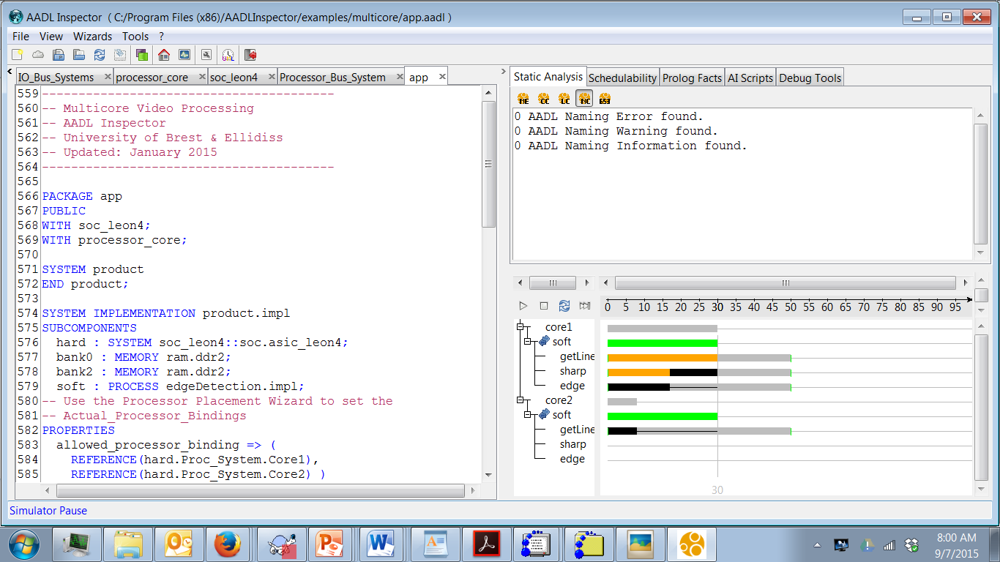 AADL Inspector ( C:/Program Files (x86)/AADLInspector/examples/multicore/app.aadl )
File View Wizards Tools ?
IO_Bus_Systems processor_core soc_leon4 Processor_Bus_System app
559 ----------------------------------------
560 -- Multicore Video Processing
561 -- AADL Inspector
562 -- University of Brest & Ellidiss
563 -- Updated: January 2015
564 ----------------------------------------
565
566 PACKAGE app
567 PUBLIC
568 WITH soc_leon4;
569 WITH processor_core;
570
571 SYSTEM product
572 END product;
573
574 SYSTEM IMPLEMENTATION product.impl
575 SUBCOMPONENTS
576   hard : SYSTEM soc_leon4::soc.asic_leon4;
577   bank0 : MEMORY ram.ddr2;
578   bank2 : MEMORY ram.ddr2;
579   soft : PROCESS edgeDetection.impl;
580 -- Use the Processor Placement Wizard to set the
581 -- Actual_Processor_Bindings
582 PROPERTIES
583   allowed_processor_binding => (
584     REFERENCE(hard.Proc_System.Core1),
585     REFERENCE(hard.Proc_System.Core2) )
Static Analysis Schedulability Prolog Facts AI Scripts Debug Tools
ME CC LC NC 653
0 AADL Naming Error found.
0 AADL Naming Warning found.
0 AADL Naming Information found.
0 5 10 15 20 25 30 35 40 45 50 55 60 65 70 75 80 85 90 95
core1
soft
getLine
sharp
edge
core2
soft
getLine
sharp
edge
30
Simulator Pause
8:00 AM
9/7/2015